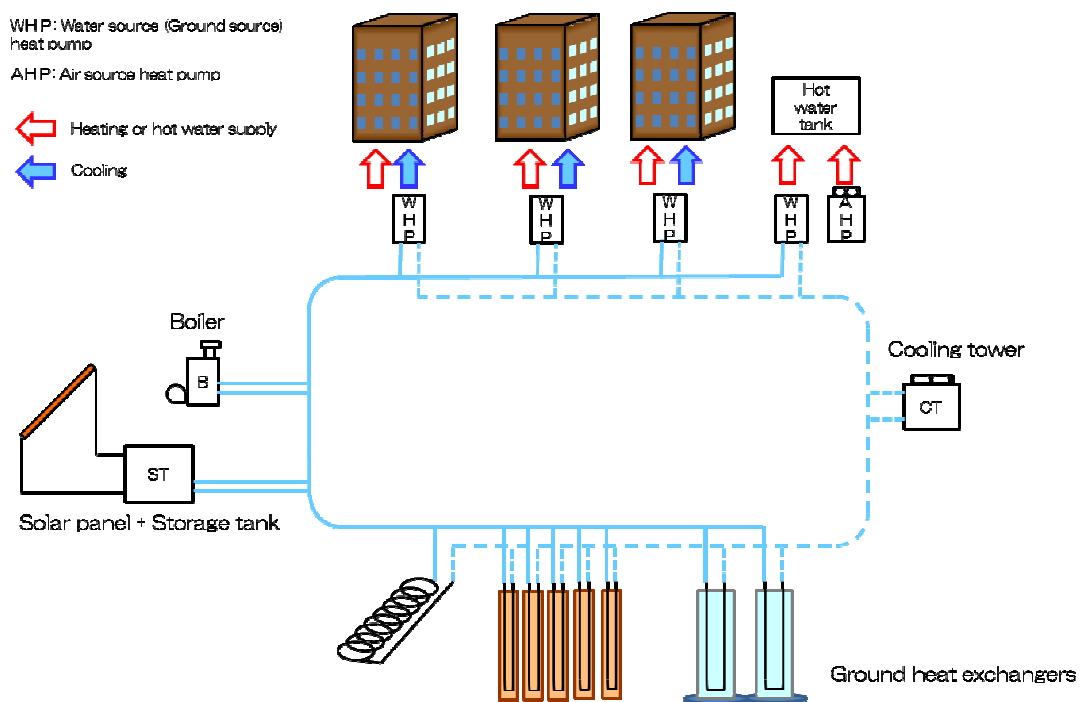 WHP: Water source (Ground source)
heat pump
AHP: Air source heat pump
Heating or hot water supply
Cooling
Hot
water
tank
W
H
P
W
H
P
W
H
P
W
H
P
A
H
P
Boiler
B
Cooling tower
CT
ST
Solar panel + Storage tank
Ground heat exchangers